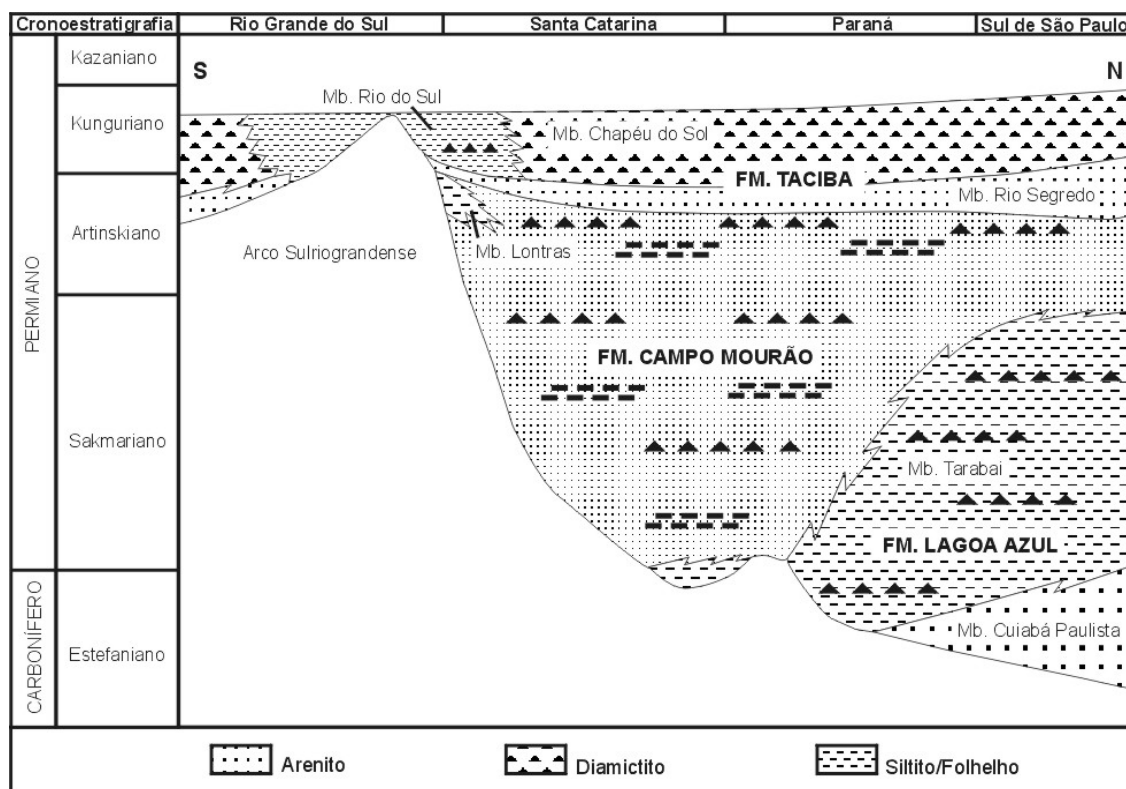 Cronoestratigrafia
Rio Grande do Sul
Santa Catarina
Paraná
Sul de São Paulo
Kazaniano
S
N
Mb. Rio do Sul
Kunguriano
Mb. Chapéu do Sol
FM. TACIBA
Mb. Rio Segredo
Artinskiano
Arco Sulriograndense
Mb. Lontras
PERMIANO
FM. CAMPO MOURÃO
Sakmariano
Mb. Tarabai
FM. LAGOA AZUL
CARBONÍFERO
Estefaniano
Mb. Cuiabá Paulista
Arenito
Diamictito
Siltito/Folhelho